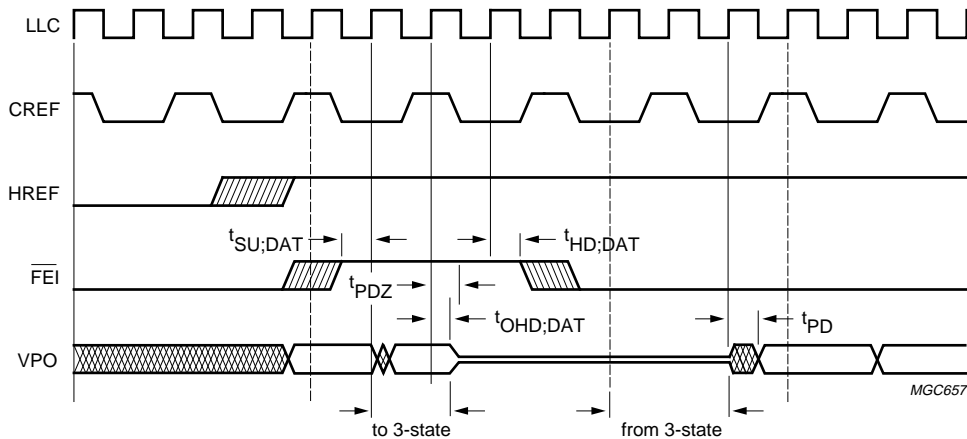 LLC
CREF
HREF
tSU;DAT
tHD;DAT
FEI
tPDZ
tOHD;DAT
tPD
VPO
MGC657
to 3-state
from 3-state